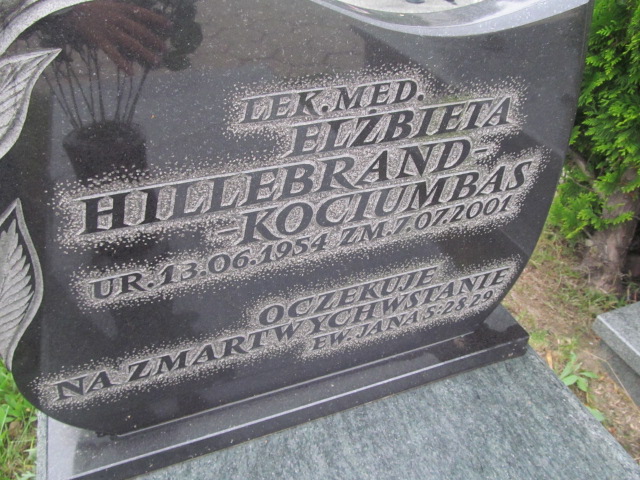 LEK.MED.
ELŻBIETA
HILLEBRAND-
-KOCIUMBAS
UR.13.06.1954 ZM.7.07.2001
OCZEKUJE
NA ZMARTWYCHWSTANIE
EW.JANA 5:28.29